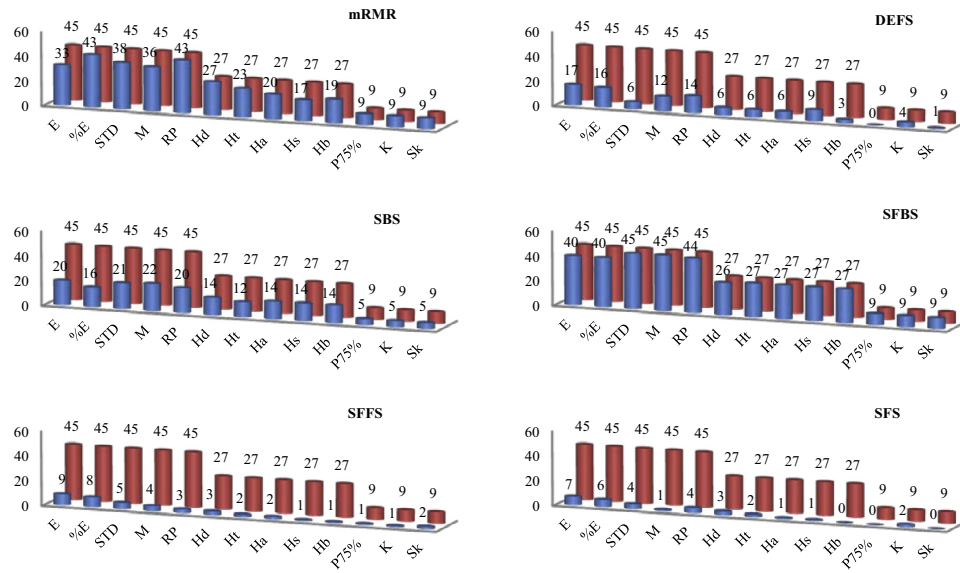 mRMR
60
40
20
0
45 45 45 45 45 27 27 27 27 27 9 9 9
33 43 38 36 43 27 23 20 17 19 9 9 9
E %E STD M RP Hd Ht Ha Hs Hb P75% K Sk
DEFS
60
40
20
0
45 45 45 45 45 27 27 27 27 27 9 9 9
17 16 6 12 14 6 6 6 9 3 0 4 1
E %E STD M RP Hd Ht Ha Hs Hb P75% K Sk
SBS
60
40
20
0
45 45 45 45 45 27 27 27 27 27 9 9 9
20 16 21 22 20 14 12 14 14 14 5 5 5
E %E STD M RP Hd Ht Ha Hs Hb P75% K Sk
SFBS
60
40
20
0
45 45 45 45 45 27 27 27 27 27 9 9 9
40 40 45 45 44 26 27 27 27 27 9 9 9
E %E STD M RP Hd Ht Ha Hs Hb P75% K Sk
SFFS
60
40
20
0
45 45 45 45 45 27 27 27 27 27 9 9 9
9 8 5 4 3 3 2 2 1 1 1 1 2
E %E STD M RP Hd Ht Ha Hs Hb P75% K Sk
SFS
60
40
20
0
45 45 45 45 45 27 27 27 27 27 9 9 9
7 6 4 1 4 3 2 1 1 0 0 2 0
E %E STD M RP Hd Ht Ha Hs Hb P75% K Sk